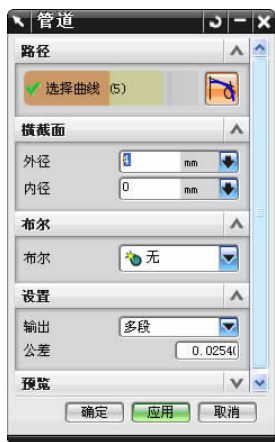 管道
路径
选择曲线 (5)
横截面
外径 mm
内径 0 mm
布尔
布尔 无
设置
输出 多段
公差 0.0254(
预览
确定 应用 取消